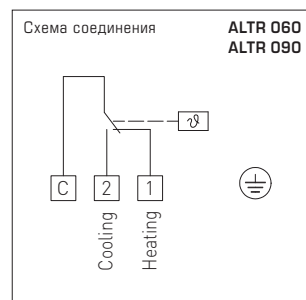 Схема соединения
ALTR 060
ALTR 090
ϑ
C
2
1
Cooling
Heating